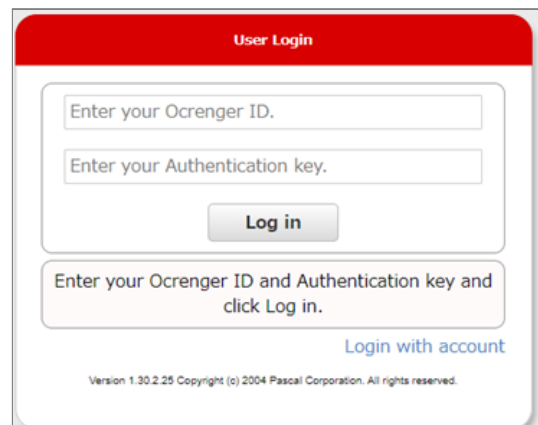 User Login
Enter your Ocrenger ID.
Enter your Authentication key.
Log in
Enter your Ocrenger ID and Authentication key and
click Log in.
Login with account
Version 1.30.2.25 Copyright (c) 2004 Pascal Corporation. All rights reserved.